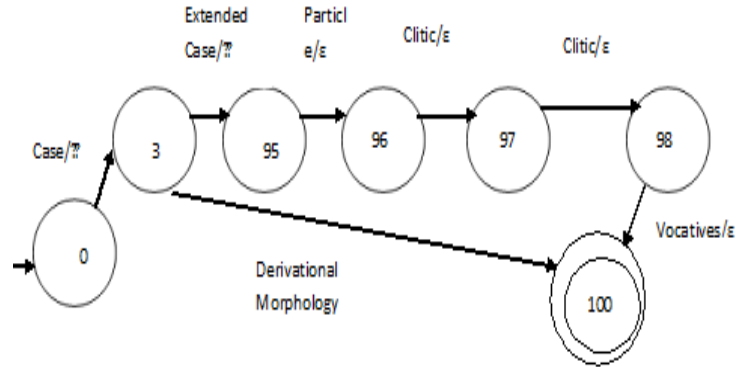 Extended
Case/⍰
Particl
e/ε
Clitic/ε
Clitic/ε
Case/⍰
3
95
96
97
98
0
Vocatives/ε
Derivational
Morphology
100